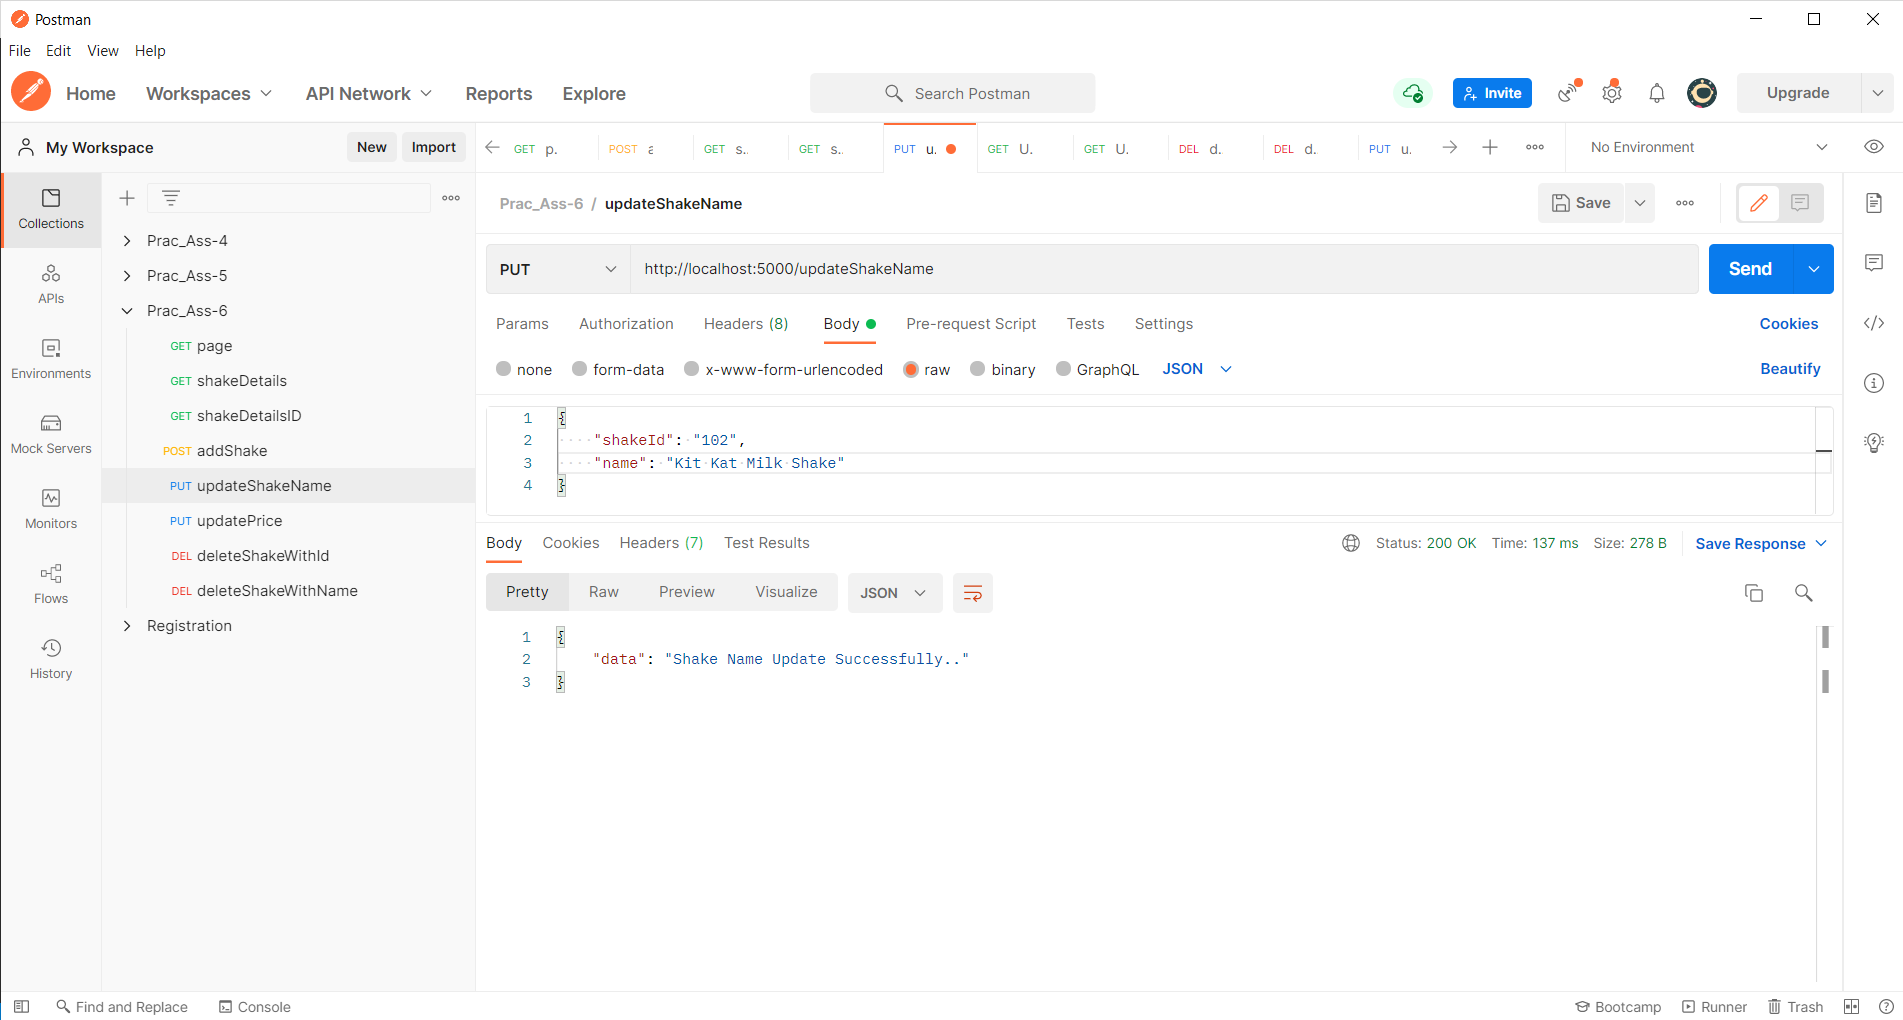 Postman
File Edit View Help
Home Workspaces API Network Reports Explore Search Postman Invite Upgrade
My Workspace New Import
GET p. POST GET s.. GET s.. PUT u. GET U. GET U. DEL d. DEL d. PUT u. No Environment
Collections
APIs
Environments
Mock Servers
Monitors
Flows
History
Prac_Ass-4
Prac_Ass-5
Prac_Ass-6
GET page
GET shakeDetails
GET shakeDetailsID
POST addShake
PUT updateShakeName
PUT updatePrice
DEL deleteShakeWithId
DEL deleteShakeWithName
Registration
Prac_Ass-6 / updateShakeName Save
PUT http://localhost:5000/updateShakeName Send
Params Authorization Headers (8) Body Pre-request Script Tests Settings Cookies
none form-data x-www-form-urlencoded raw binary GraphQL JSON Beautify
1 {
2 "shakeId": "102",
3 "name": "Kit Kat Milk Shake"
4 }
Body Cookies Headers (7) Test Results Status: 200 OK Time: 137 ms Size: 278 B Save Response
Pretty Raw Preview Visualize JSON
1 {
2 "data": "Shake Name Update Successfully.."
3 }
Find and Replace Console Bootcamp Runner Trash